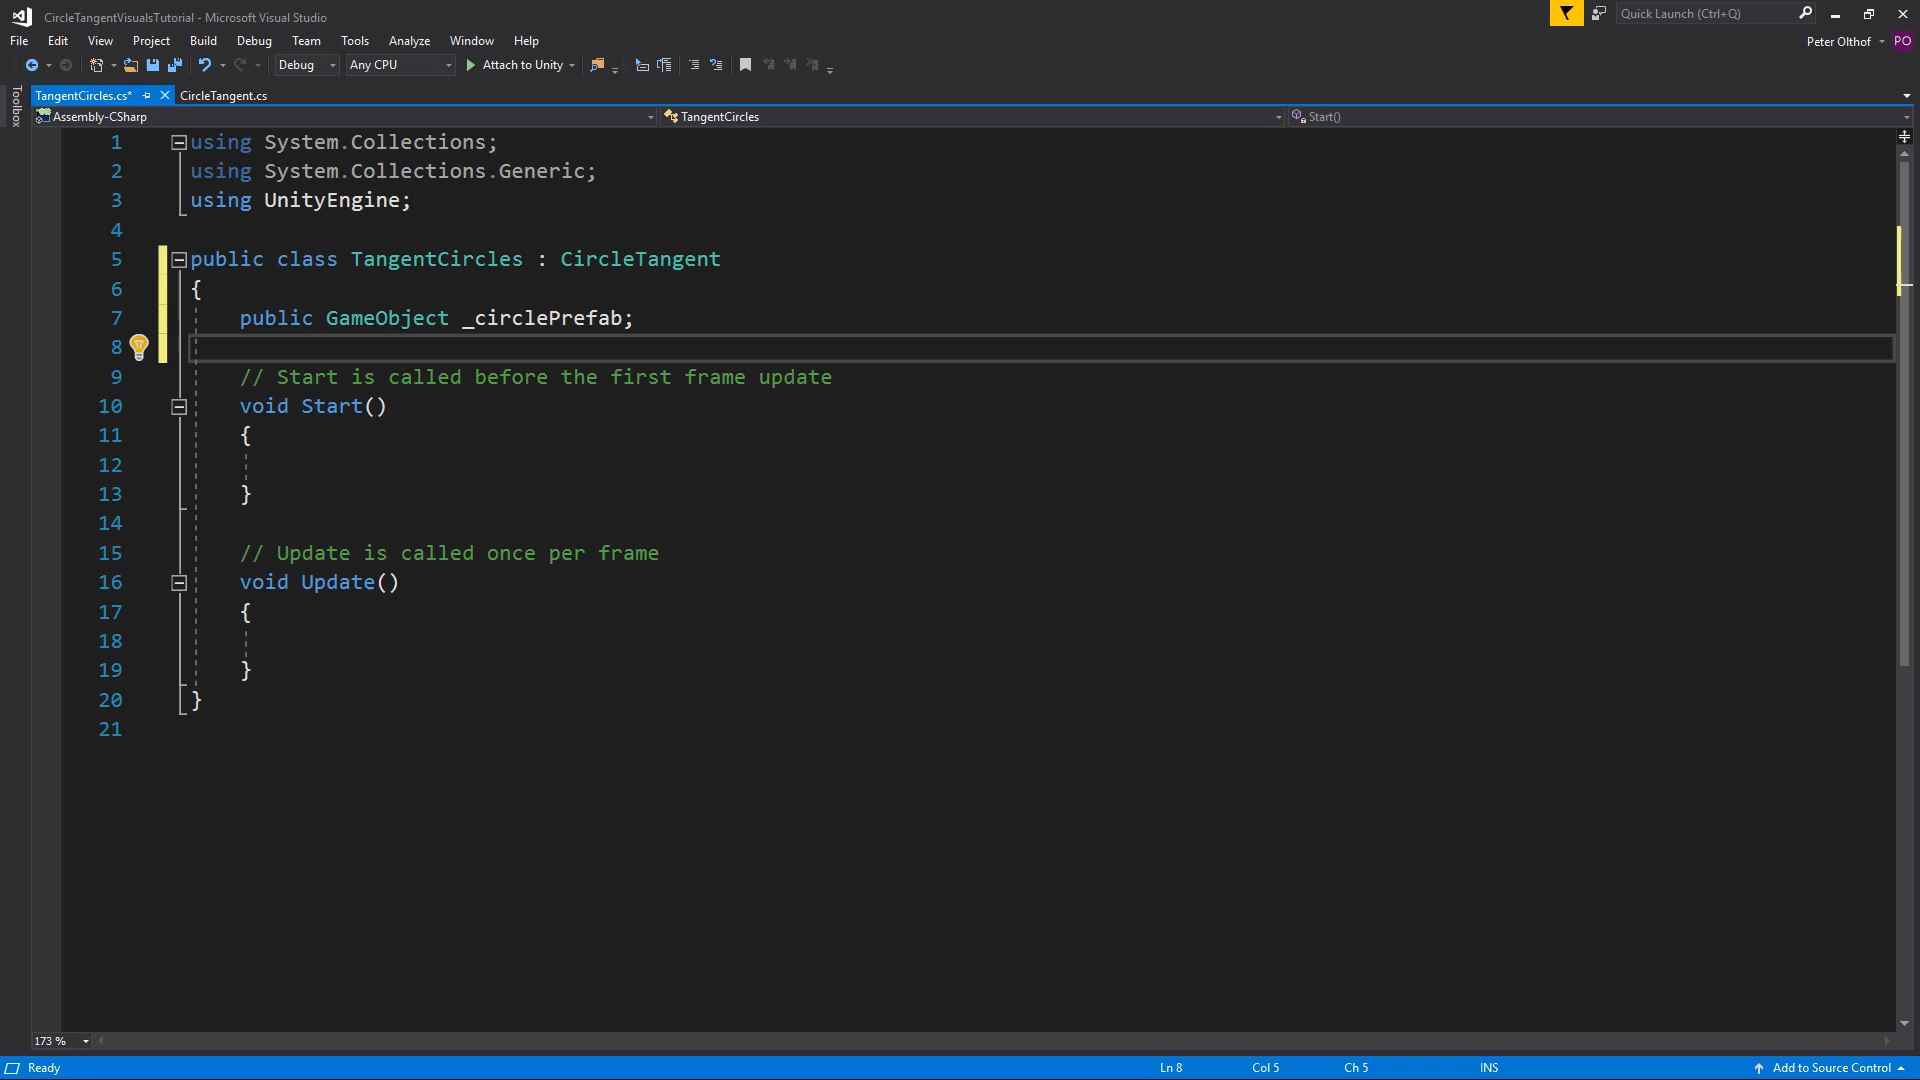 CircleTangentVisualsTutorial - Microsoft Visual Studio
Quick Launch (Ctrl+Q)
File Edit View Project Build Debug Team Tools Analyze Window Help
Peter Olthof PO
Debug Any CPU Attach to Unity
Toolbox
TangentCircles.cs* CircleTangent.cs
Assembly-CSharp TangentCircles Start()
1 using System.Collections;
2 using System.Collections.Generic;
3 using UnityEngine;
4
5 public class TangentCircles : CircleTangent
6 {
7 public GameObject _circlePrefab;
8
9 // Start is called before the first frame update
10 void Start()
11 {
12
13 }
14
15 // Update is called once per frame
16 void Update()
17 {
18
19 }
20 }
21
173 %
Ready Ln 8 Col 5 Ch 5 INS Add to Source Control